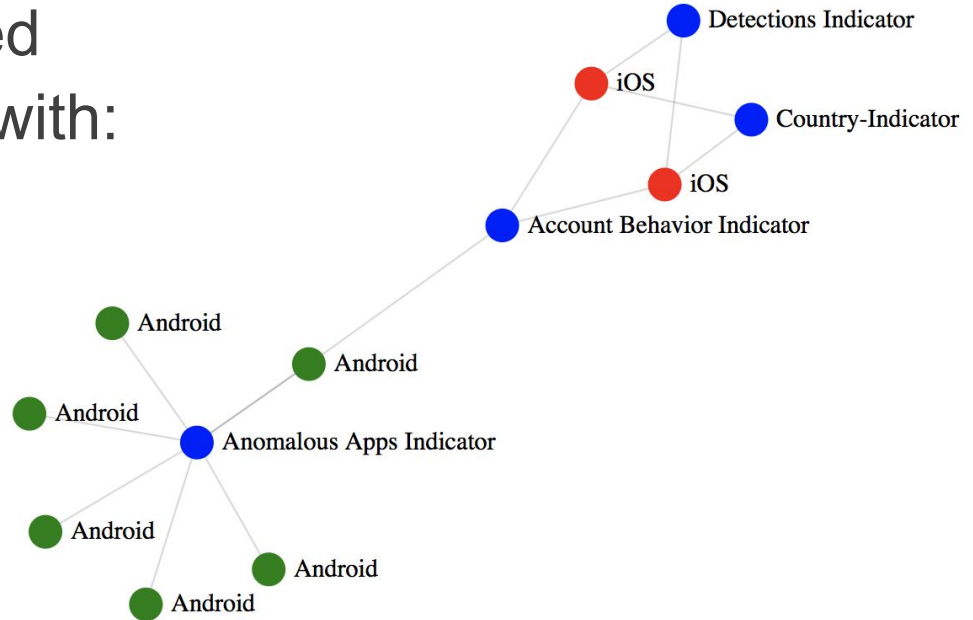 ed
with:
Detections Indicator
iOS
Country-Indicator
iOS
Account Behavior Indicator
Android
Android
Android
Anomalous Apps Indicator
Android
Android
Android